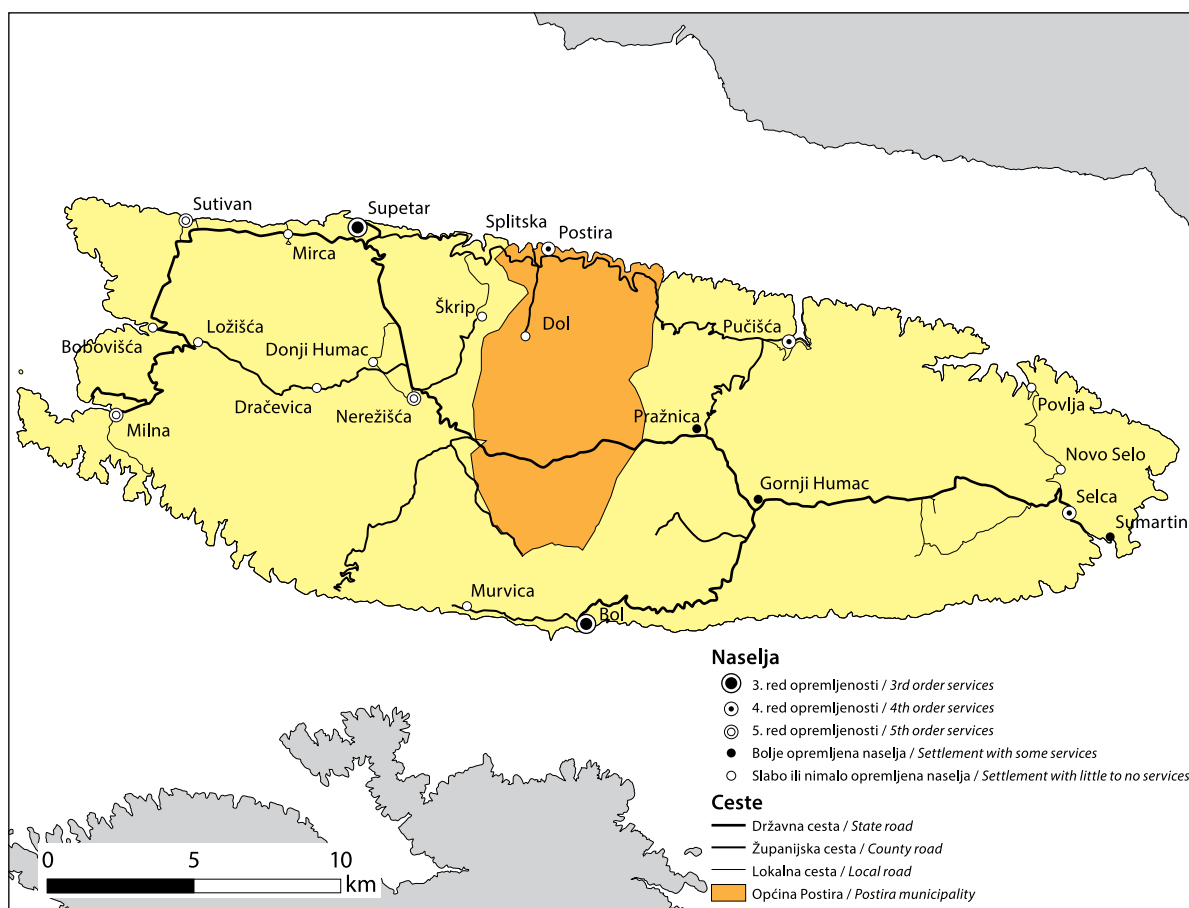 Sutivan
Supetar
Splitska
Postira
Mirca
Škrip
Ložišća
Dol
Pučišća
Bobovišća
Donji Humac
Dračevica
Nerežišća
Povlja
Milna
Pražnica
Novo Selo
Gornji Humac
Selca
Sumartin
Murvica
Bol
Naselja
3. red opremljenosti / 3rd order services
4. red opremljenosti / 4th order services
5. red opremljenosti / 5th order services
Bolje opremljena naselja / Settlement with some services
Slabo ili nimalo opremljena naselja / Settlement with little to no services
Ceste
Državna cesta / State road
Županijska cesta / County road
Lokalna cesta / Local road
Općina Postira / Postira municipality
0 5 10
km